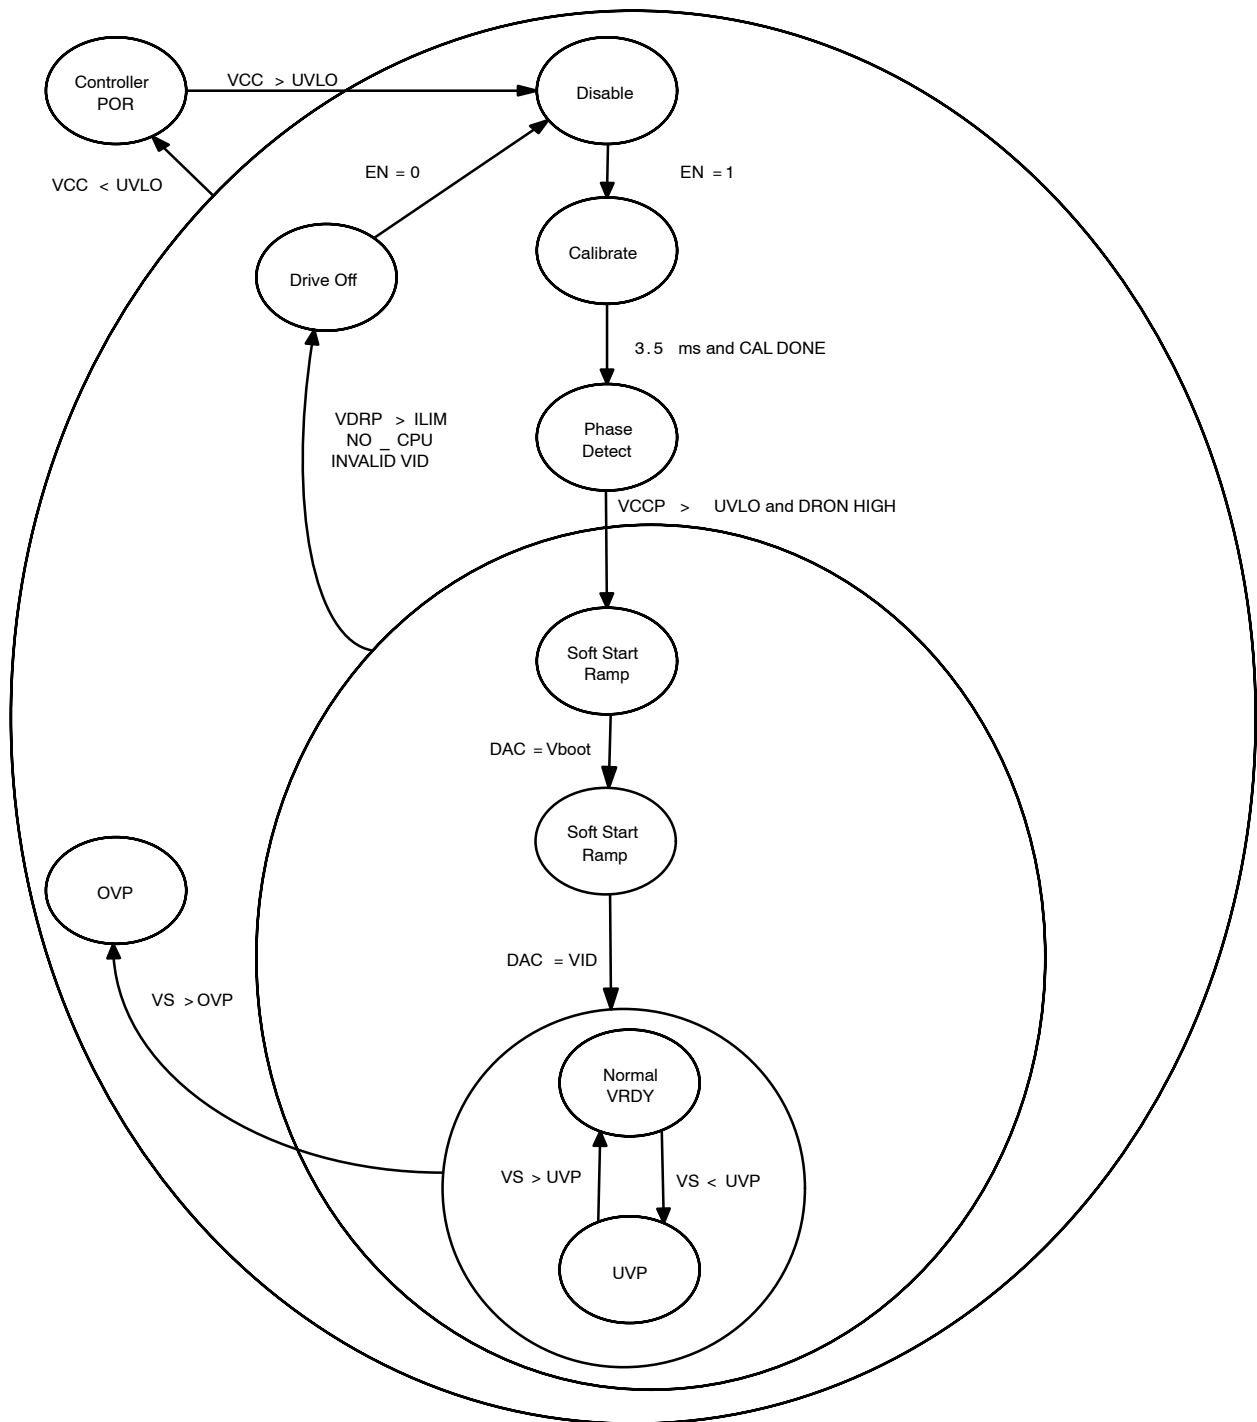 Controller
POR
VCC > UVLO
Disable
VCC < UVLO
EN = 0
EN = 1
Calibrate
Drive Off
3.5 ms and CAL DONE
VDRP > ILIM
NO _ CPU
INVALID VID
Phase
Detect
VCCP > UVLO and DRON HIGH
Soft Start
Ramp
DAC = Vboot
Soft Start
Ramp
OVP
DAC = VID
VS > OVP
Normal
VRDY
VS > UVP
VS < UVP
UVP